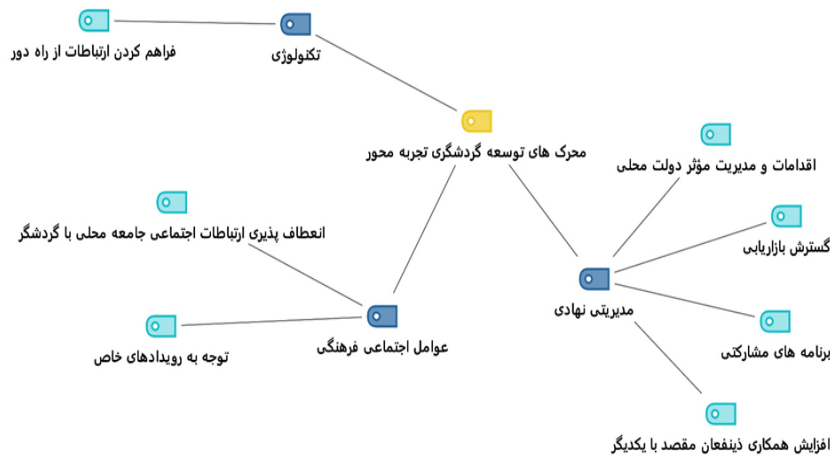 تکنولوژی
فراهم کردن ارتباطات از راه دور
محرک های توسعه گردشگری تجربه محور
اقدامات و مدیریت مؤثر دولت محلی
گسترش بازاریابی
انعطاف پذیری ارتباطات اجتماعی جامعه محلی با گردشگر
مدیریتی نهادی
عوامل اجتماعی فرهنگی
توجه به رویدادهای خاص
برنامه های مشارکتی
افزایش همکاری ذینفعان مقصد با یکدیگر